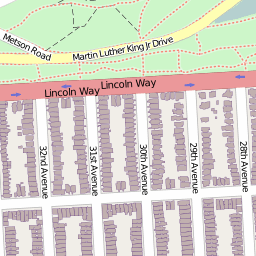 Metson Road
Martin Luther King Jr Drive
Lincoln Way
Lincoln Way
32nd Avenue
31st Avenue
30th Avenue
29th Avenue
28th Avenue